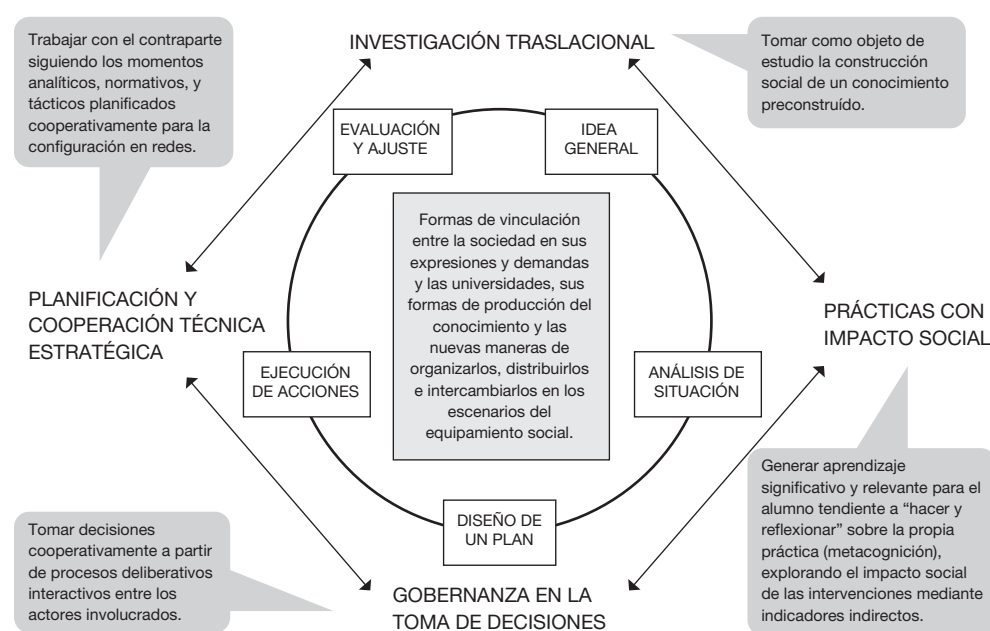 Trabajar con el contraparte
siguiendo los momentos
analíticos, normativos, y
tácticos planificados
cooperativamente para la
configuración en redes.
INVESTIGACIÓN TRASLACIONAL
Tomar como objeto de
estudio la construcción
social de un conocimiento
preconstruído.
EVALUACIÓN
Y AJUSTE
IDEA
GENERAL
Formas de vinculación
entre la sociedad en sus
expresiones y demandas
y las universidades, sus
formas de producción del
conocimiento y las
nuevas maneras de
organizarlos, distribuirlos
e intercambiarlos en los
escenarios del
equipamiento social.
PLANIFICACIÓN Y
COOPERACIÓN TÉCNICA
ESTRATÉGICA
PRÁCTICAS CON
IMPACTO SOCIAL
EJECUCIÓN
DE ACCIONES
ANÁLISIS DE
SITUACIÓN
DISEÑO DE
UN PLAN
Tomar decisiones
cooperativamente a partir
de procesos deliberativos
interactivos entre los
actores involucrados.
GOBERNANZA EN LA
TOMA DE DECISIONES
Generar aprendizaje
significativo y relevante para el
alumno tendiente a “hacer y
reflexionar” sobre la propia
práctica (metacognición),
explorando el impacto social
de las intervenciones mediante
indicadores indirectos.